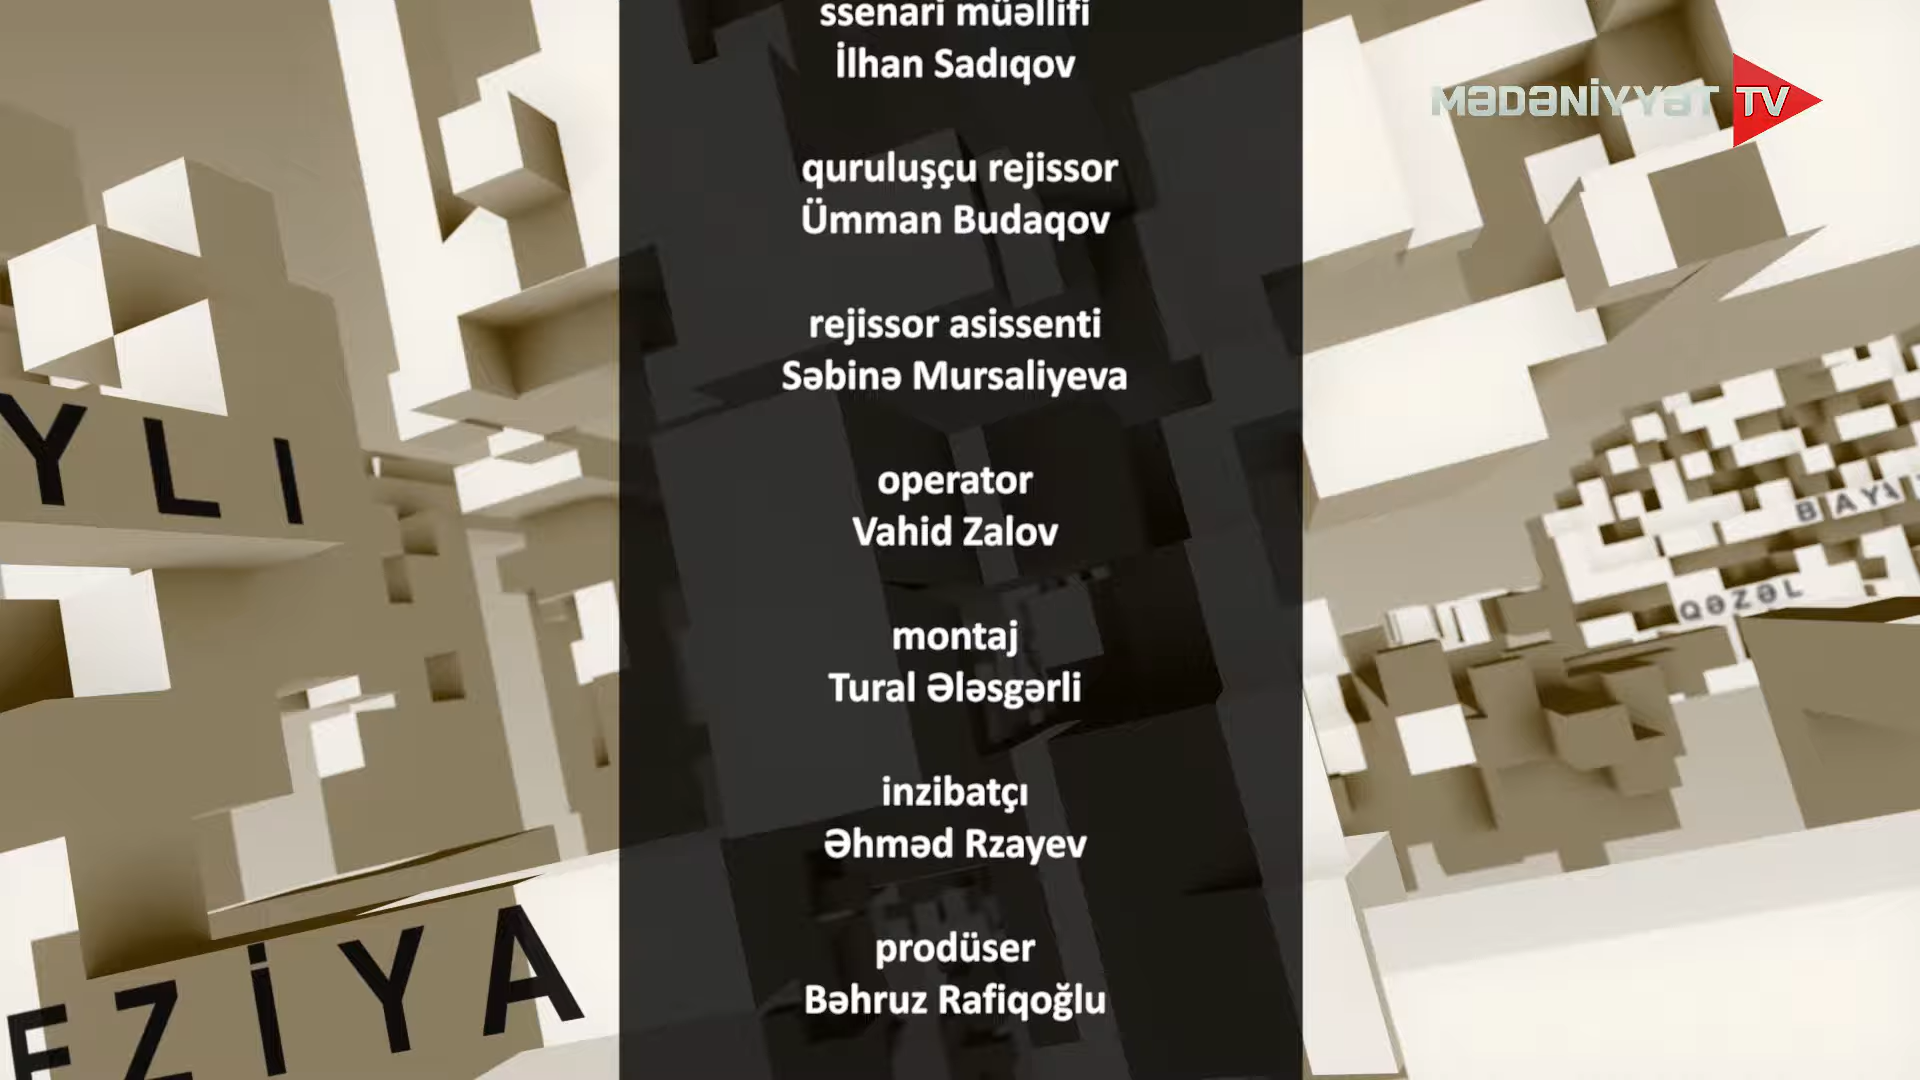 ssenari müəllifi
İlhan Sadıqov
MƏDƏNİYYƏT TV
quruluşçu rejissor
Ümman Budaqov
rejissor asissenti
Səbinə Mursaliyeva
operator
Vahid Zalov
YLI
QƏZƏL
montaj
Tural Ələsgərli
inzibatçı
Əhməd Rzayev
EZİYA
prodüser
Bəhruz Rafiqoğlu